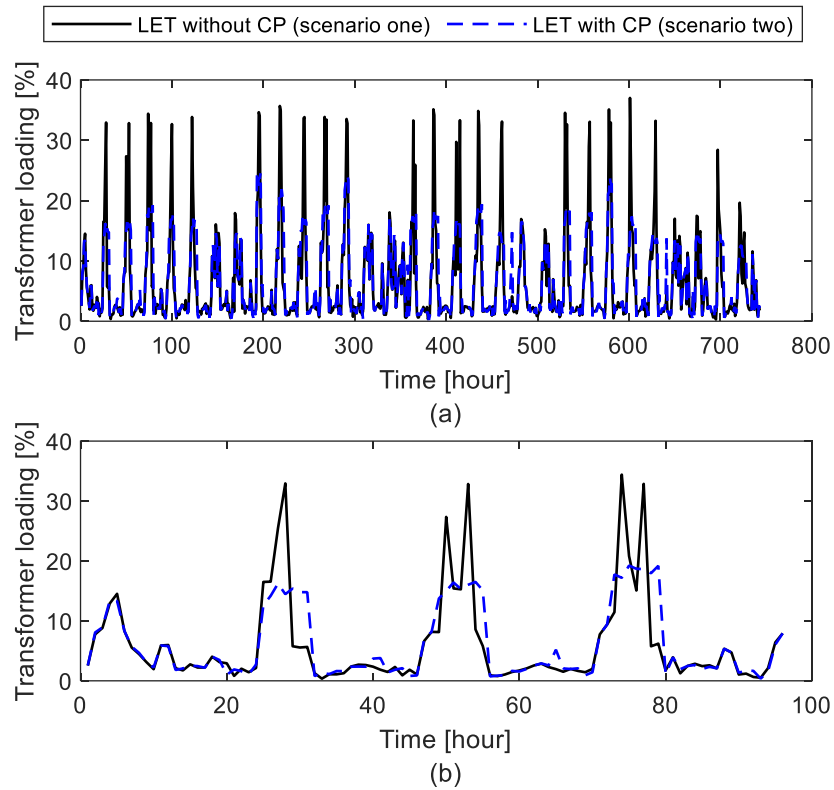 LET without CP (scenario one) LET with CP (scenario two)
40
30
20
10
0
Transformer loading [%]
0 100 200 300 400 500 600 700 800
Time [hour]
(a)
40
30
20
10
0
Transformer loading [%]
0 20 40 60 80 100
Time [hour]
(b)